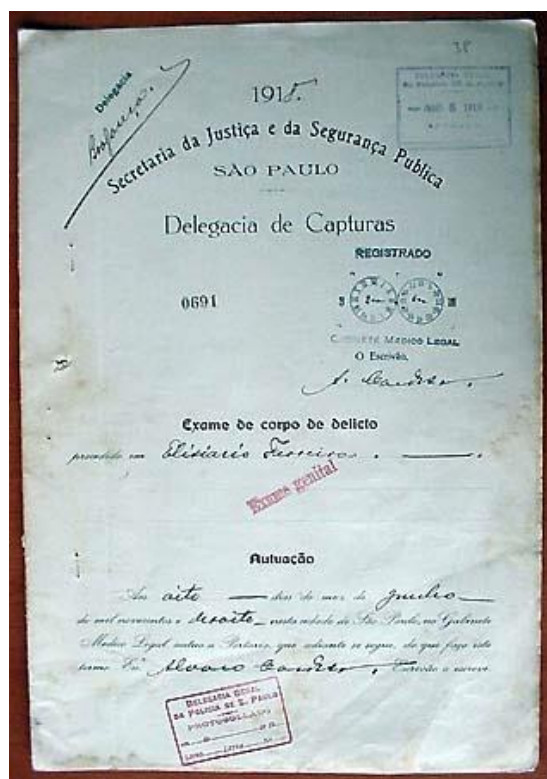 38
Delegacia
1918.
Secretaria da Justiça e da Segurança Publica
SÃO PAULO
Delegacia de Capturas
REGISTRADO
0691
GABINETE MEDICO LEGAL
O Escrivão,
A. Cardoso.
Exame de corpo de delicto
procedido em Elisiario Ferreira.
Exame genital
Autuação
Aos oito dias do mez de Junho
de mil novecentos e dezoito nesta cidade de São Paulo, no Gabinete
Medico Legal autuo a Portaria, que adiante se segue, do que faço este
termo. Eu Alvaro Cardoso, Escrivão o escrevi
DELEGACIA GERAL
DA POLICIA DE S. PAULO
PROTOCOLLADO